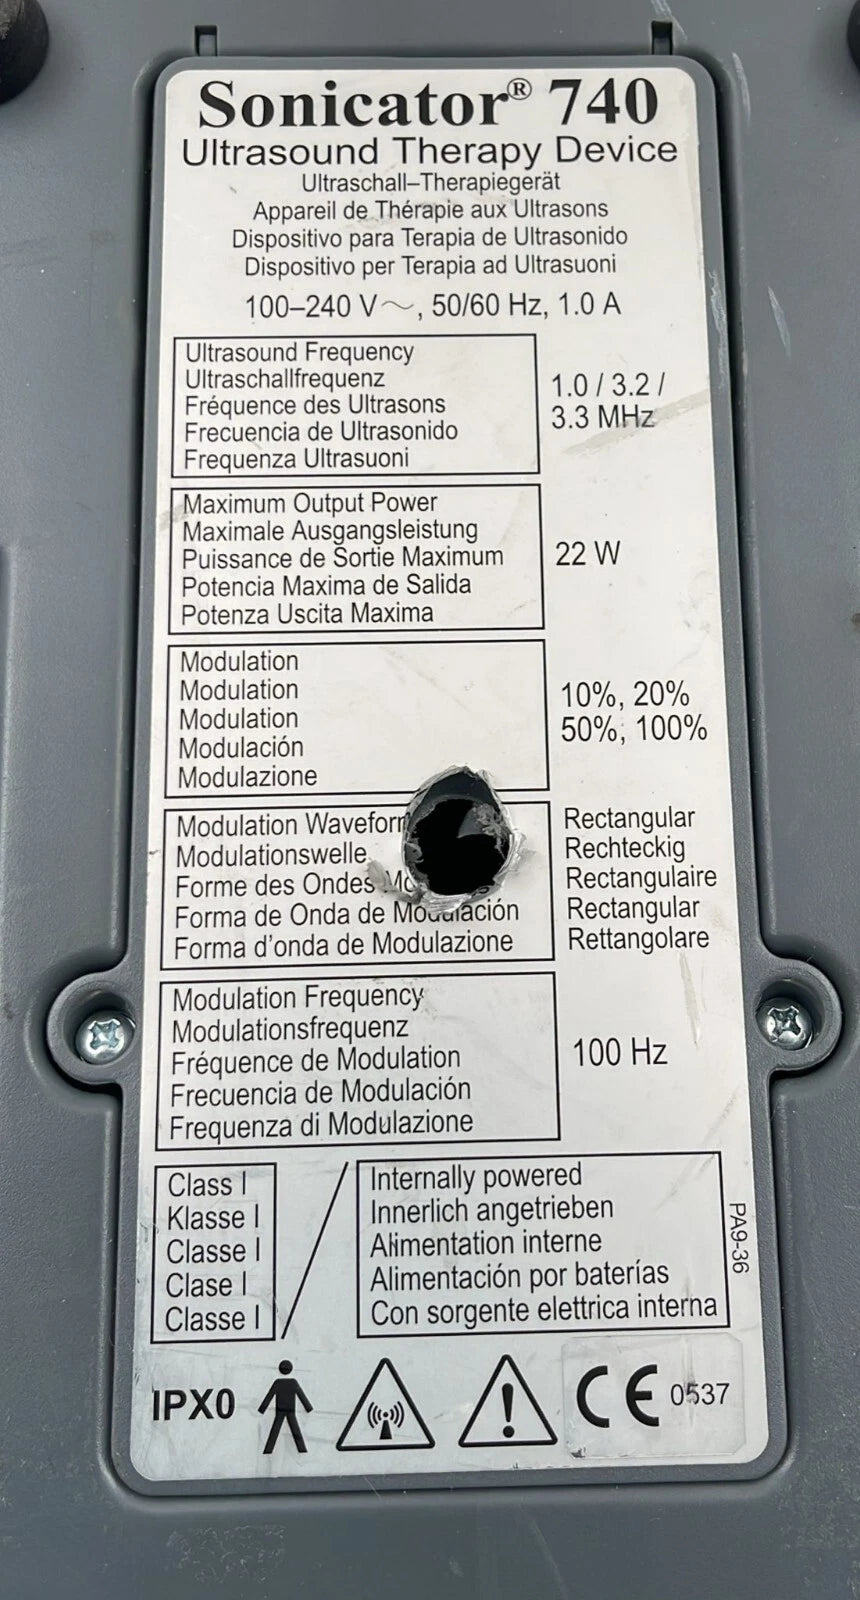 Sonicator® 740
Ultrasound Therapy Device
Ultraschall–Therapiegerät
Appareil de Thérapie aux Ultrasons
Dispositivo para Terapia de Ultrasonido
Dispositivo per Terapia ad Ultrasuoni
100–240 V～, 50/60 Hz, 1.0 A
Ultrasound Frequency
Ultraschallfrequenz
Fréquence des Ultrasons
Frecuencia de Ultrasonido
Frequenza Ultrasuoni
1.0 / 3.2 /
3.3 MHz
Maximum Output Power
Maximale Ausgangsleistung
Puissance de Sortie Maximum
Potencia Maxima de Salida
Potenza Uscita Maxima
22 W
Modulation
Modulation
Modulation
Modulación
Modulazione
10%, 20%
50%, 100%
Modulation
Modulationswelle
Forme des Ondes
Forma de Onda de Modulación
Forma d'onda de Modulazione
Rectangular
Rechteckig
Rectangulaire
Rectangular
Rettangolare
Modulation Frequency
Modulationsfrequenz
Fréquence de Modulation
Frecuencia de Modulación
Frequenza di Modulazione
100 Hz
Class I
Klasse I
Classe I
Clase I
Classe I
/
Internally powered
Innerlich angetrieben
Alimentation interne
Alimentación por baterías
Con sorgente elettrica interna
PA9-36
IPX0
CE 0537